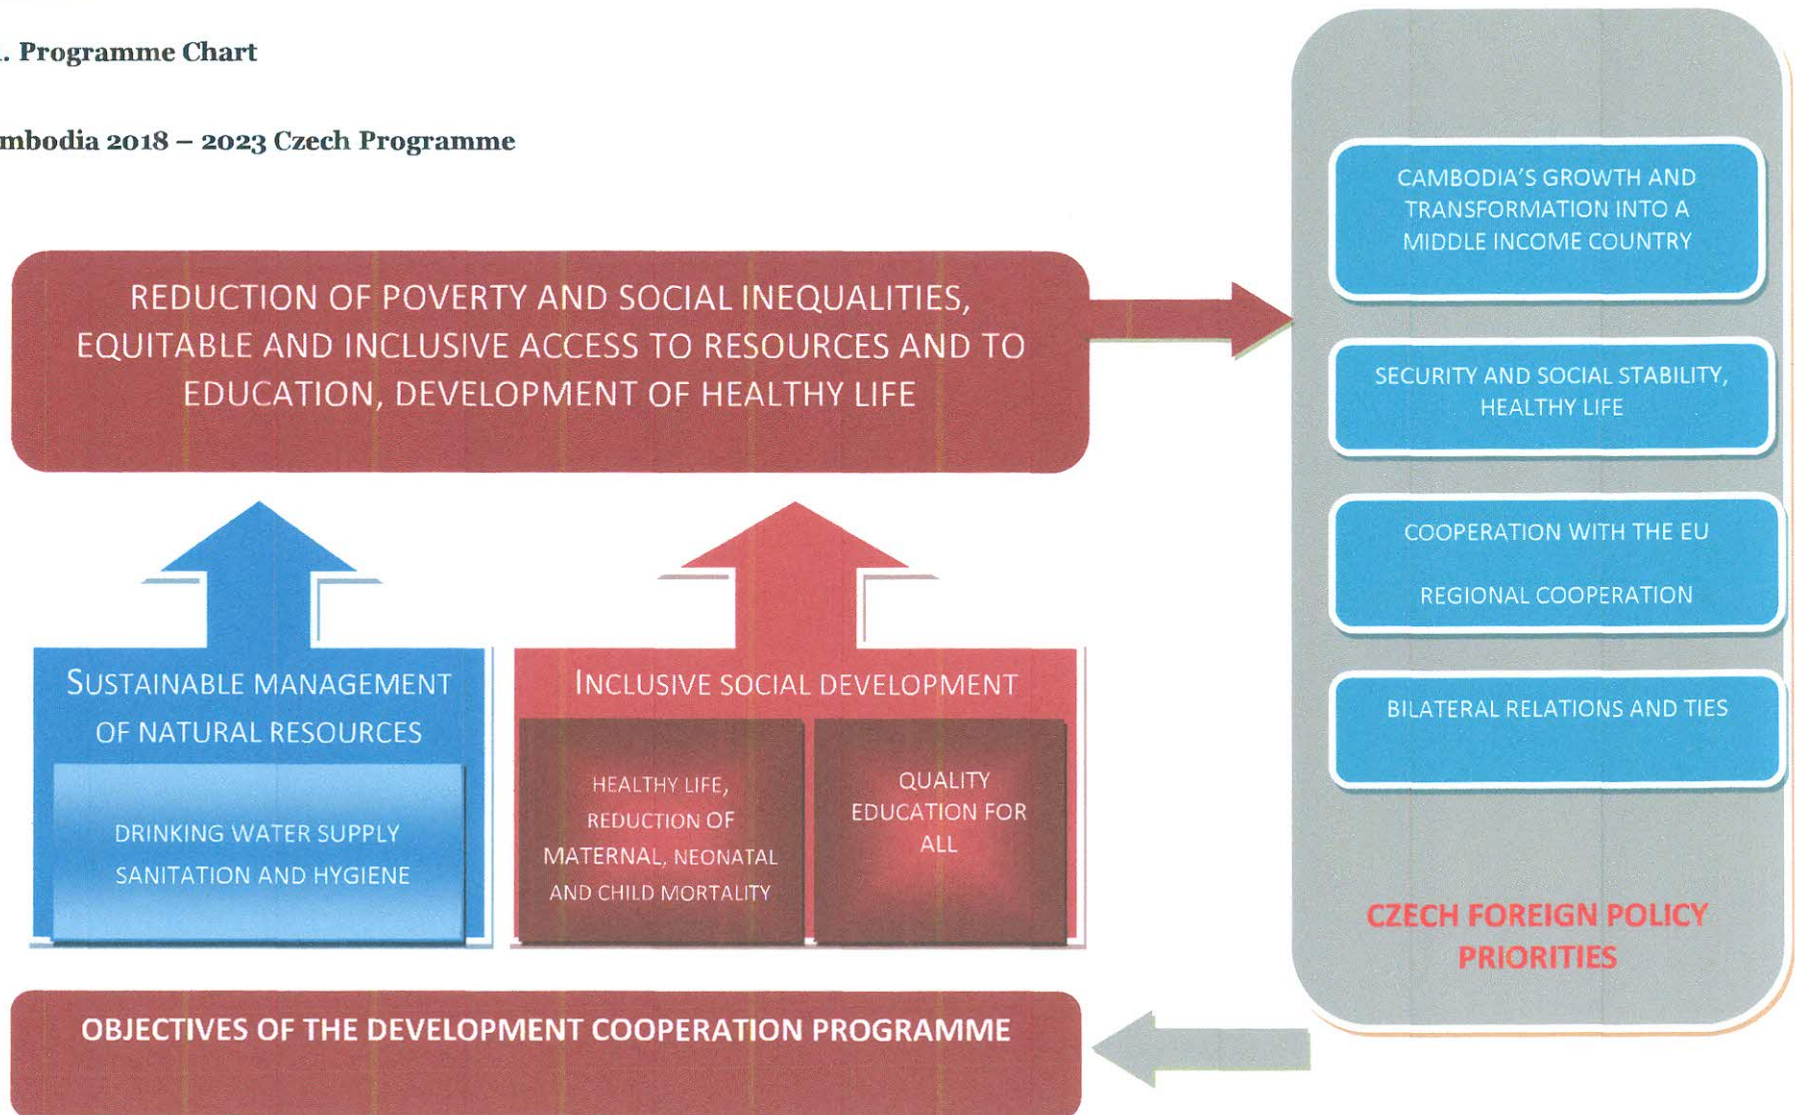 . Programme Chart
mbodia 2018 – 2023 Czech Programme
REDUCTION OF POVERTY AND SOCIAL INEQUALITIES,
EQUITABLE AND INCLUSIVE ACCESS TO RESOURCES AND TO
EDUCATION, DEVELOPMENT OF HEALTHY LIFE
SUSTAINABLE MANAGEMENT
OF NATURAL RESOURCES
DRINKING WATER SUPPLY
SANITATION AND HYGIENE
INCLUSIVE SOCIAL DEVELOPMENT
HEALTHY LIFE,
REDUCTION OF
MATERNAL, NEONATAL
AND CHILD MORTALITY
QUALITY
EDUCATION FOR
ALL
OBJECTIVES OF THE DEVELOPMENT COOPERATION PROGRAMME
CAMBODIA'S GROWTH AND
TRANSFORMATION INTO A
MIDDLE INCOME COUNTRY
SECURITY AND SOCIAL STABILITY,
HEALTHY LIFE
COOPERATION WITH THE EU
REGIONAL COOPERATION
BILATERAL RELATIONS AND TIES
CZECH FOREIGN POLICY
PRIORITIES